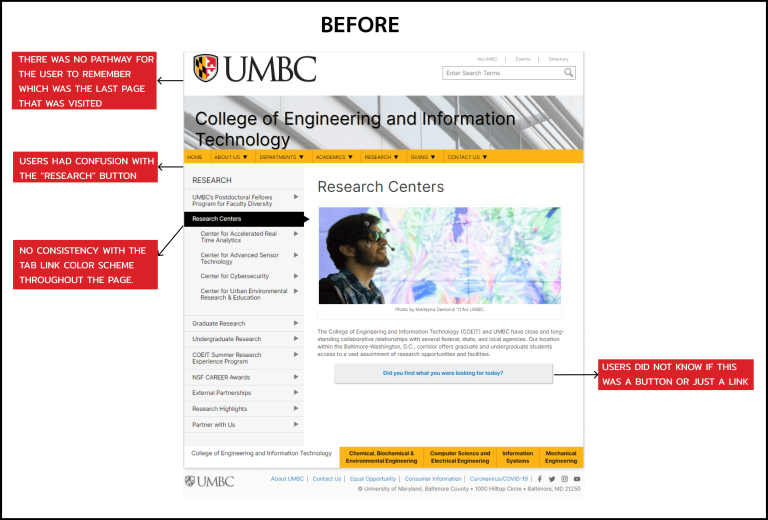 BEFORE
THERE WAS NO PATHWAY FOR
THE USER TO REMEMBER
WHICH WAS THE LAST PAGE
THAT WAS VISITED
USERS HAD CONFUSION WITH
THE "RESEARCH" BUTTON
NO CONSISTENCY WITH THE
TAB LINK COLOR SCHEME
THROUGHOUT THE PAGE.
UMBC
myUMBC | Events | Directory
Enter Search Terms
College of Engineering and Information
Technology
HOME ABOUT US ▼ DEPARTMENTS ▼ ACADEMICS ▼ RESEARCH ▼ GIVING ▼ CONTACT US ▼
RESEARCH
UMBC's Postdoctoral Fellows
Program for Faculty Diversity
Research Centers
Center for Accelerated Real
Time Analytics
Center for Advanced Sensor
Technology
Center for Cybersecurity
Center for Urban Environmental
Research & Education
Graduate Research
Undergraduate Research
COEIT Summer Research
Experience Program
NSF CAREER Awards
External Partnerships
Research Highlights
Partner with Us
Research Centers
Photo by Marlayna Demond '11 for UMBC.
The College of Engineering and Information Technology (COEIT) and UMBC have close and long-
standing collaborative relationships with several federal, state, and local agencies. Our location
within the Baltimore-Washington, D.C., corridor offers graduate and undergraduate students
access to a vast assortment of research opportunities and facilities.
Did you find what you were looking for today?
USERS DID NOT KNOW IF THIS
WAS A BUTTON OR JUST A LINK
College of Engineering and Information Technology
Chemical, Biochemical &
Environmental Engineering
Computer Science and
Electrical Engineering
Information
Systems
Mechanical
Engineering
UMBC
About UMBC | Contact Us | Equal Opportunity | Consumer Information | Coronavirus/COVID-19 |
© University of Maryland, Baltimore County • 1000 Hilltop Circle • Baltimore, MD 21250